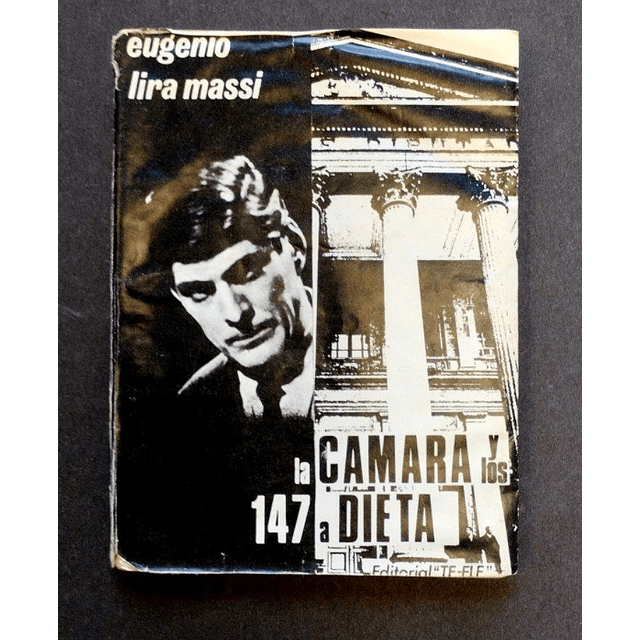 eugenio
lira massi
la CAMARA y los
147 a DIETA
Editorial "TE-ELE"